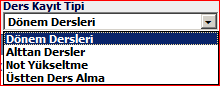 Ders Kayıt Tipi
Dönem Dersleri
Dönem Dersleri
Alttan Dersler
Not Yükseltme
Üstten Ders Alma